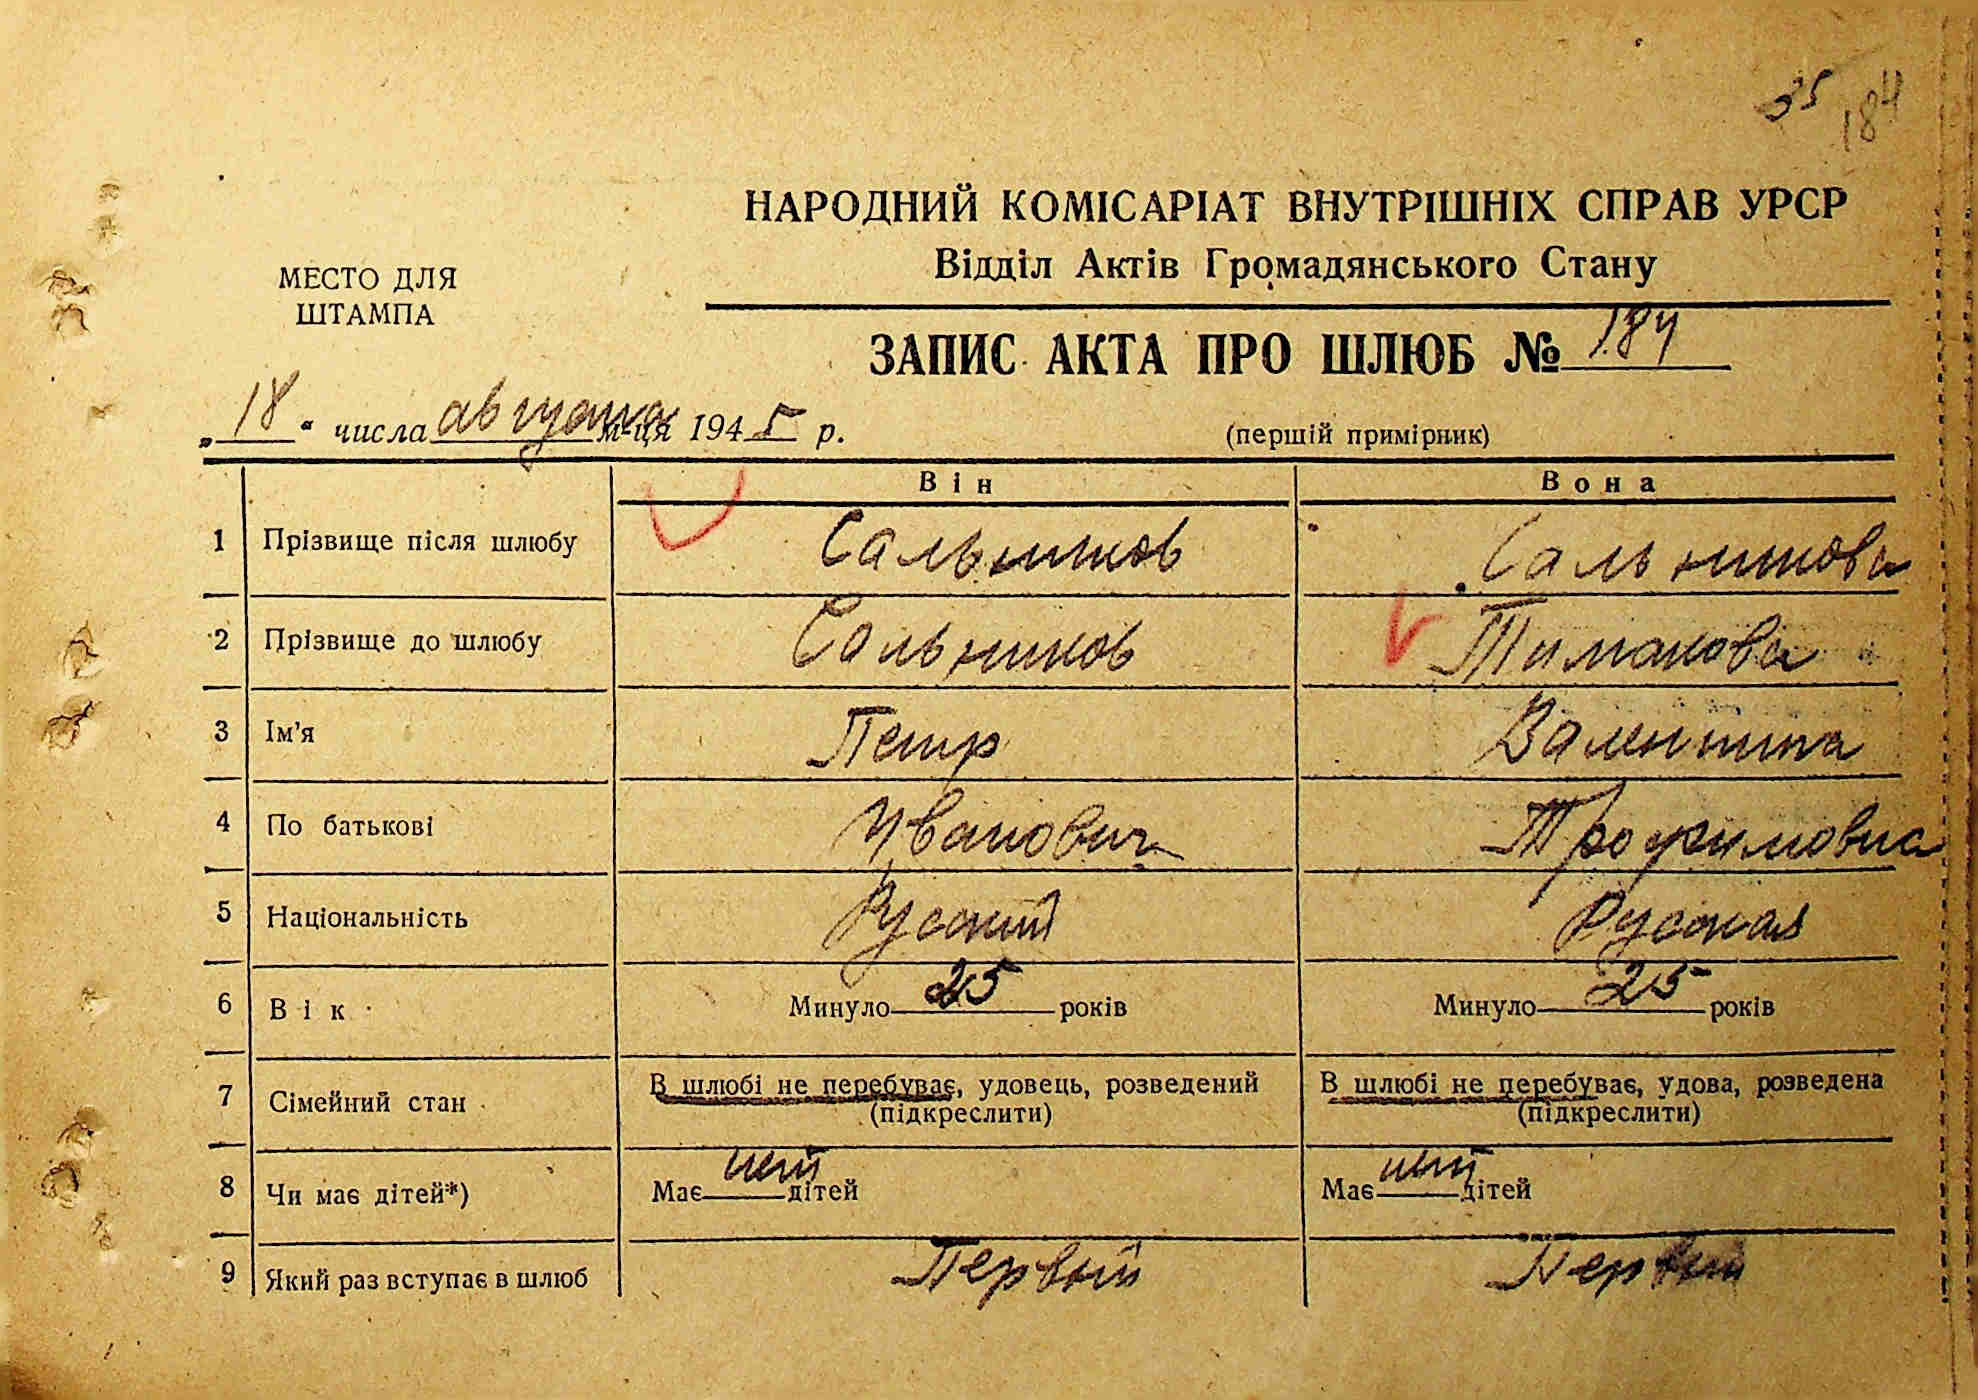 35 184
НАРОДНИЙ КОМІСАРІАТ ВНУТРІШНІХ СПРАВ УРСР
Відділ Актів Громадянського Стану
МЕСТО ДЛЯ
ШТАМПА
ЗАПИС АКТА ПРО ШЛЮБ № 184
„18“ числа августа м-ця 1945 р.
(першій примірник)
Він Вона
1 Прізвище після шлюбу Сальников Сальникова
2 Прізвище до шлюбу Сальников Тимакова
3 Ім'я Петр Валентина
4 По батькові Иванович Трофимовна
5 Національність Русский Русская
6 Вік Минуло 25 років Минуло 25 років
7 Сімейний стан В шлюбі не перебуває, удовець, розведений (підкреслити) В шлюбі не перебуває, удова, розведена (підкреслити)
8 Чи має дітей*) Має нет дітей Має нет дітей
9 Який раз вступає в шлюб Первый Первый